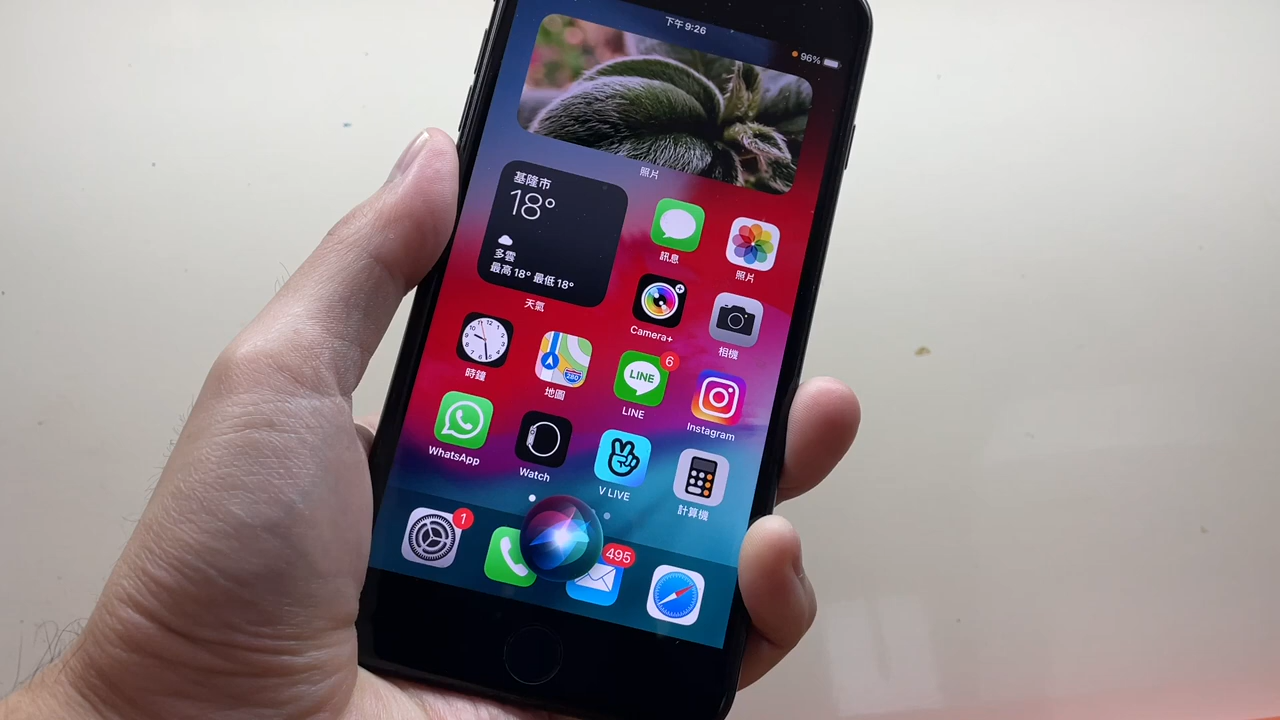 下午9:26
96%
照片
基隆市
18°
多雲
最高 18° 最低 18°
天氣
訊息
照片
Camera+
相機
12
時鐘
280
地圖
LINE
6
LINE
Instagram
WhatsApp
Watch
V LIVE
計算機
1
495